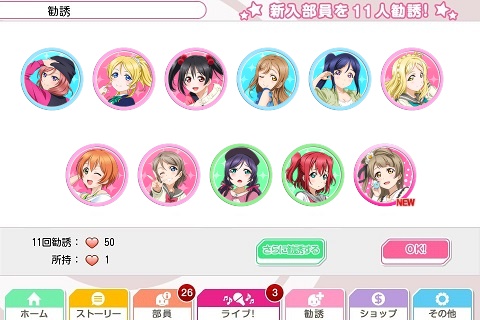 勧誘
新入部員を11人勧誘!
NEW
11回勧誘: 50
所持: 1
さらに勧誘する
OK!
26
3
ホーム
ストーリー
部員
ライブ!
勧誘
ショップ
その他